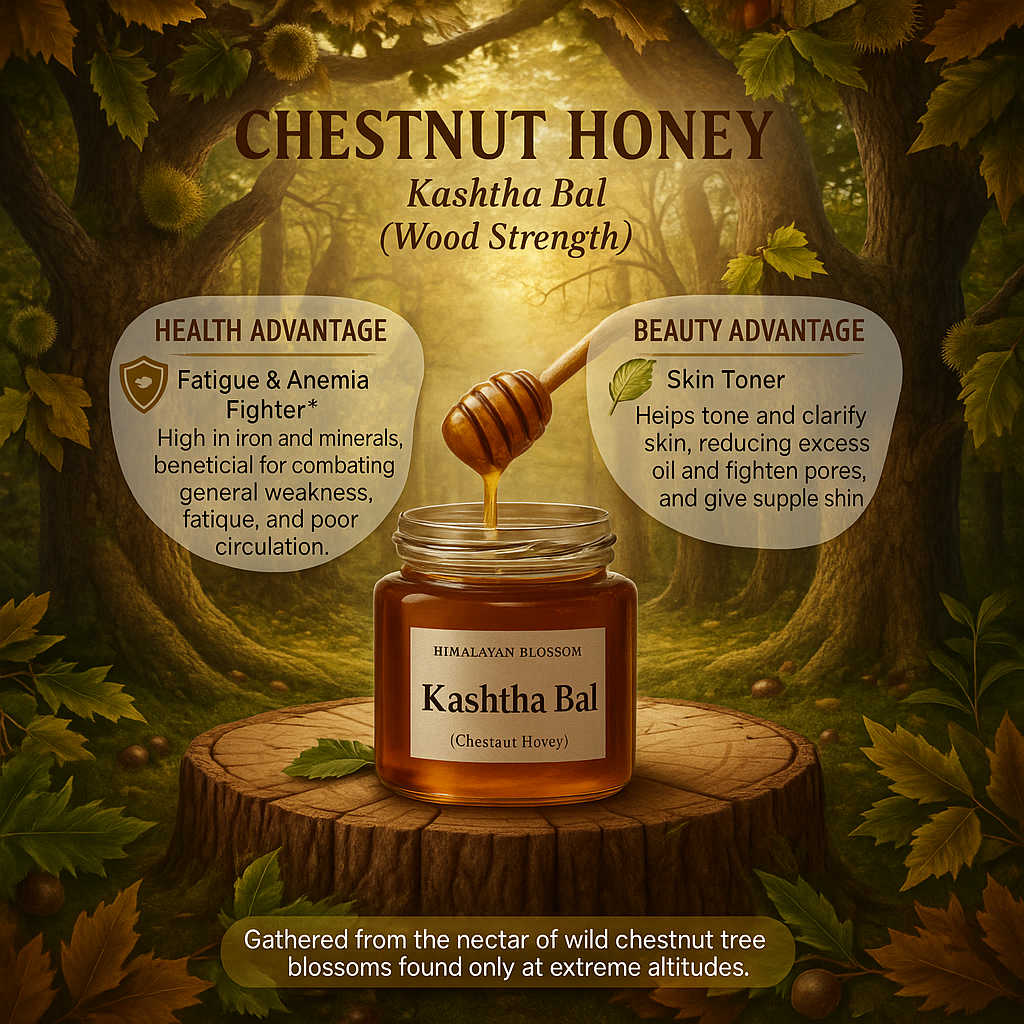 CHESTNUT HONEY
Kashtha Bal
(Wood Strength)
HEALTH ADVANTAGE
Fatigue & Anemia
Fighter*
High in iron and minerals,
beneticial for combating
general weakness,
fatique, and poor
circulation.
BEAUTY ADVANTAGE
Skin Toner
Helps tone and clarify
skin, reducing excess
oil and fighten pores,
and give supple shin
HIMALAYAN BLOSSOM
Kashtha Bal
(Chestaut Hovey)
Gathered from the nectar of wild chestnut tree
blossoms found only at extreme altitudes.